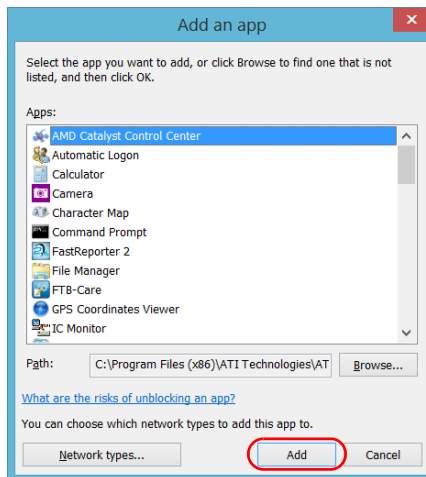 Add an app
Select the app you want to add, or click Browse to find one that is not
listed, and then click OK.
Apps:
AMD Catalyst Control Center
Automatic Logon
Calculator
Camera
Character Map
Command Prompt
FastReporter 2
File Manager
FTB-Care
GPS Coordinates Viewer
IC Monitor
Path:
C:\Program Files (x86)\ATI Technologies\AT
Browse...
What are the risks of unblocking an app?
You can choose which network types to add this app to.
Network types...
Add
Cancel